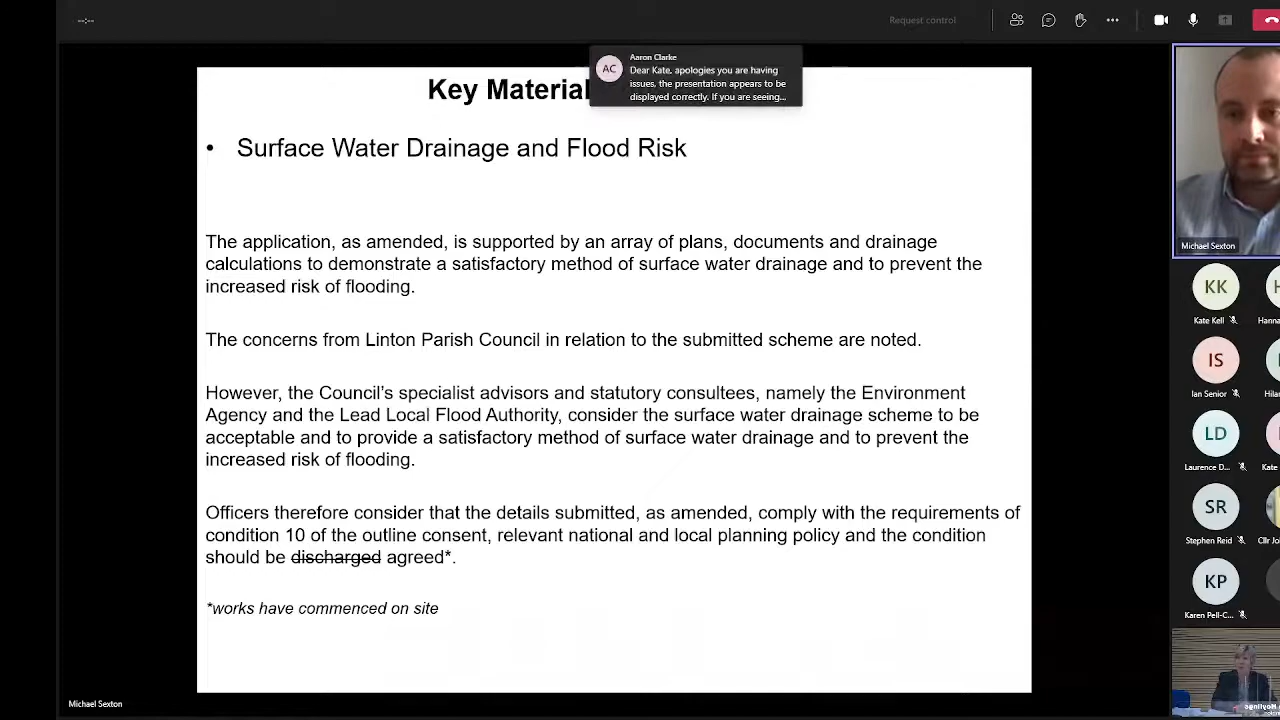 --:--
Request control
Aaron Clarke
AC
Dear Kate, apologies you are having
issues, the presentation appears to be
displayed correctly. If you are seeing...
Key Material
• Surface Water Drainage and Flood Risk
The application, as amended, is supported by an array of plans, documents and drainage
calculations to demonstrate a satisfactory method of surface water drainage and to prevent the
increased risk of flooding.
The concerns from Linton Parish Council in relation to the submitted scheme are noted.
However, the Council's specialist advisors and statutory consultees, namely the Environment
Agency and the Lead Local Flood Authority, consider the surface water drainage scheme to be
acceptable and to provide a satisfactory method of surface water drainage and to prevent the
increased risk of flooding.
Officers therefore consider that the details submitted, as amended, comply with the requirements of
condition 10 of the outline consent, relevant national and local planning policy and the condition
should be discharged agreed*.
*works have commenced on site
Michael Sexton
Michael Sexton
KK
Kate Kell
Hanna
IS
Ian Senior
Hilar
LD
Laurence D...
Kate
SR
Stephen Reid
Cllr Jo
KP
Karen Pell-C...